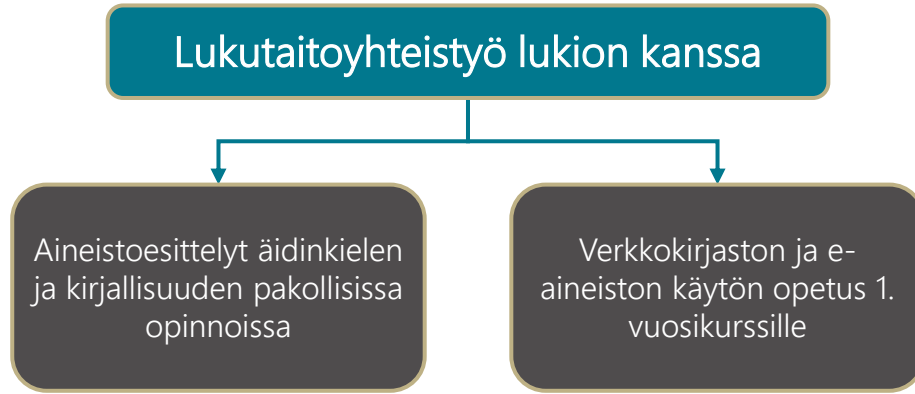 Lukutaitoyhteistyö lukion kanssa
Aineistoesittelyt äidinkielen
ja kirjallisuuden pakollisissa
opinnoissa
Verkkokirjaston ja e-
aineiston käytön opetus 1.
vuosikurssille